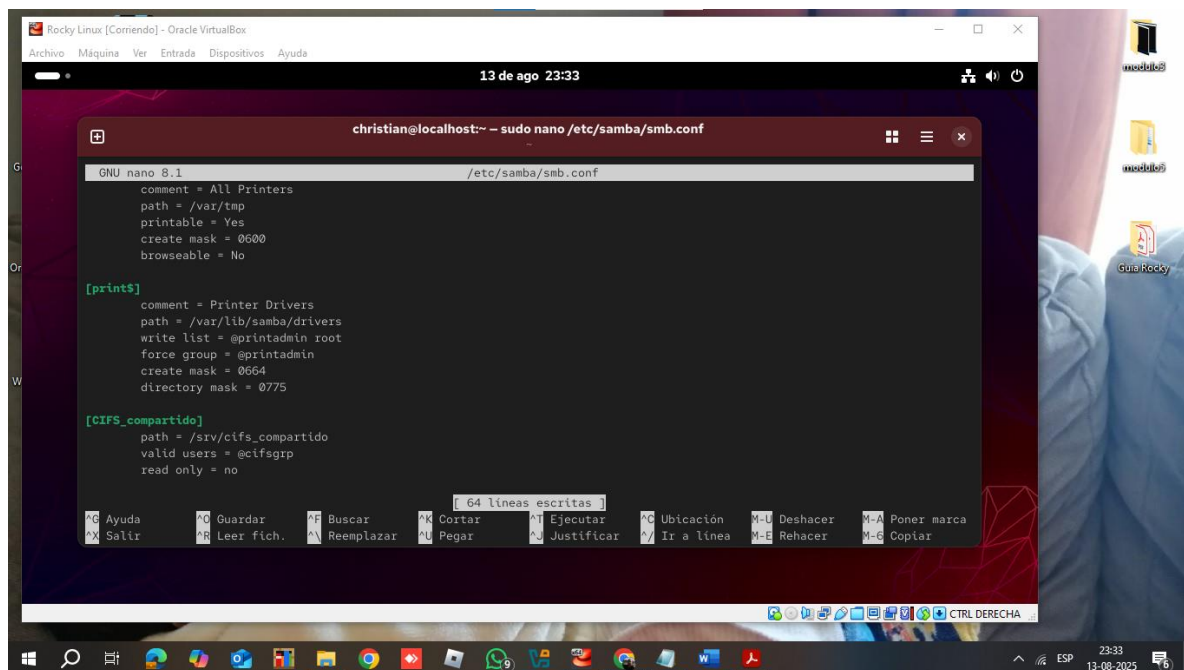 Rocky Linux [Corriendo] - Oracle VirtualBox
Archivo Máquina Ver Entrada Dispositivos Ayuda
13 de ago 23:33
christian@localhost:~ — sudo nano /etc/samba/smb.conf
~
GNU nano 8.1 /etc/samba/smb.conf
comment = All Printers
path = /var/tmp
printable = Yes
create mask = 0600
browseable = No
[print$]
comment = Printer Drivers
path = /var/lib/samba/drivers
write list = @printadmin root
force group = @printadmin
create mask = 0664
directory mask = 0775
[CIFS_compartido]
path = /srv/cifs_compartido
valid users = @cifsgrp
read only = no
[ 64 líneas escritas ]
^G Ayuda ^O Guardar ^F Buscar ^K Cortar ^T Ejecutar ^C Ubicación M-U Deshacer M-A Poner marca
^X Salir ^R Leer fich. ^\ Reemplazar ^U Pegar ^J Justificar ^/ Ir a línea M-E Rehacer M-6 Copiar
CTRL DERECHA
modulo5
Guia Rocky
ESP
23:33
13-08-2025